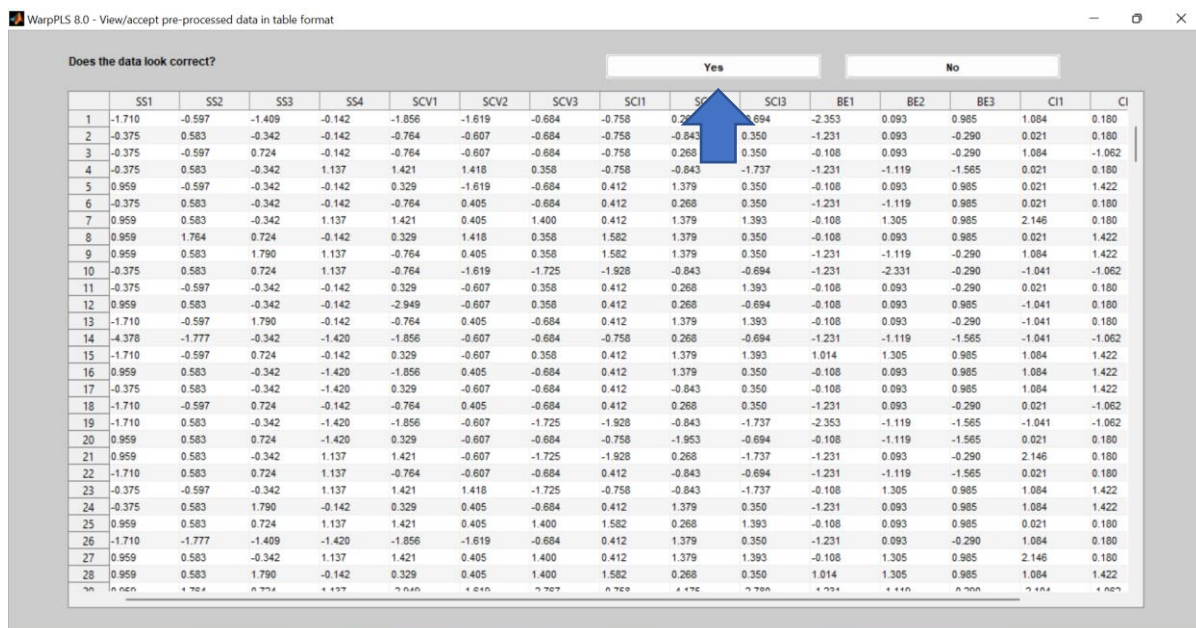 WarpPLS 8.0 - View/accept pre-processed data in table format
Does the data look correct? Yes No
SS1 SS2 SS3 SS4 SCV1 SCV2 SCV3 SCI1 SCI3 BE1 BE2 BE3 CI1 CI
1 -1.710 -0.597 -1.409 -0.142 -1.856 -1.619 -0.684 -0.758 -2.353 0.093 0.985 1.084 0.180
2 -0.375 0.583 -0.342 -0.142 -0.764 -0.607 -0.684 -0.758 -0.843 0.350 -1.231 0.093 -0.290 0.021 0.180
3 -0.375 -0.597 0.724 -0.142 -0.764 -0.607 -0.684 -0.758 0.268 0.350 -0.108 0.093 -0.290 1.084 -1.062
4 -0.375 0.583 -0.342 1.137 1.421 1.418 0.358 -0.758 -0.843 -1.737 -1.231 -1.119 -1.565 0.021 0.180
5 0.959 -0.597 -0.342 -0.142 0.329 -1.619 -0.684 0.412 1.379 0.350 -0.108 0.093 0.985 0.021 1.422
6 -0.375 0.583 -0.342 -0.142 -0.764 0.405 -0.684 0.412 0.268 0.350 -1.231 -1.119 0.985 0.021 0.180
7 0.959 0.583 -0.342 1.137 1.421 0.405 1.400 0.412 1.379 1.393 -0.108 1.305 0.985 2.146 0.180
8 0.959 1.764 0.724 -0.142 0.329 1.418 0.358 1.582 1.379 0.350 -0.108 0.093 0.985 0.021 1.422
9 0.959 0.583 1.790 1.137 -0.764 0.405 0.358 1.582 1.379 0.350 -1.231 -1.119 -0.290 1.084 1.422
10 -0.375 0.583 0.724 1.137 -0.764 -1.619 -1.725 -1.928 -0.843 -0.694 -1.231 -2.331 -0.290 -1.041 -1.062
11 -0.375 -0.597 -0.342 -0.142 0.329 -0.607 0.358 0.412 0.268 1.393 -0.108 0.093 -0.290 0.021 0.180
12 0.959 0.583 -0.342 -0.142 -2.949 -0.607 0.358 0.412 0.268 -0.694 -0.108 0.093 0.985 -1.041 0.180
13 -1.710 -0.597 1.790 -0.142 -0.764 0.405 -0.684 0.412 1.379 1.393 -0.108 0.093 -0.290 -1.041 0.180
14 -4.378 -1.777 -0.342 -1.420 -1.856 -0.607 -0.684 -0.758 0.268 -0.694 -1.231 -1.119 -1.565 -1.041 -1.062
15 -1.710 -0.597 0.724 -0.142 0.329 -0.607 0.358 0.412 1.379 1.393 1.014 1.305 0.985 1.084 1.422
16 0.959 0.583 -0.342 -1.420 -1.856 0.405 -0.684 0.412 1.379 0.350 -0.108 0.093 0.985 1.084 1.422
17 -0.375 0.583 -0.342 -1.420 0.329 -0.607 -0.684 0.412 -0.843 0.350 -0.108 0.093 0.985 1.084 1.422
18 -1.710 -0.597 0.724 -0.142 -0.764 0.405 -0.684 0.412 0.268 0.350 -1.231 0.093 -0.290 0.021 -1.062
19 -1.710 0.583 -0.342 -1.420 -1.856 -0.607 -1.725 -1.928 -0.843 -1.737 -2.353 -1.119 -1.565 -1.041 -1.062
20 0.959 0.583 0.724 -1.420 0.329 -0.607 -0.684 -0.758 -1.953 -0.694 -0.108 -1.119 -1.565 0.021 0.180
21 0.959 0.583 -0.342 1.137 1.421 -0.607 -1.725 -1.928 0.268 -1.737 -1.231 0.093 -0.290 2.146 0.180
22 -1.710 0.583 0.724 1.137 -0.764 -0.607 -0.684 0.412 -0.843 -0.694 -1.231 -1.119 -1.565 0.021 0.180
23 -0.375 -0.597 -0.342 1.137 1.421 1.418 -1.725 -0.758 -0.843 -1.737 -0.108 1.305 0.985 1.084 1.422
24 -0.375 0.583 1.790 -0.142 0.329 0.405 -0.684 0.412 1.379 0.350 -1.231 0.093 0.985 1.084 1.422
25 0.959 0.583 0.724 1.137 1.421 0.405 1.400 1.582 0.268 1.393 -0.108 0.093 0.985 0.021 0.180
26 -1.710 -1.777 -1.409 -1.420 -1.856 -1.619 -0.684 0.412 1.379 0.350 -1.231 0.093 -0.290 1.084 0.180
27 0.959 0.583 -0.342 1.137 1.421 0.405 1.400 0.412 1.379 1.393 -0.108 1.305 0.985 2.146 0.180
28 0.959 0.583 1.790 -0.142 0.329 0.405 1.400 1.582 0.268 0.350 1.014 1.305 0.985 1.084 1.422